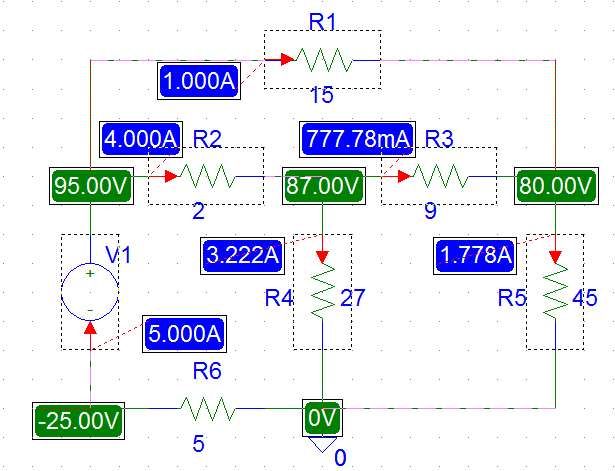 R1
1.000A
15
4.000A
R2
777.78mA
R3
95.00V
87.00V
80.00V
2
9
V1
+
-
3.222A
1.778A
R4
27
R5
45
5.000A
R6
-25.00V
0V
5
0